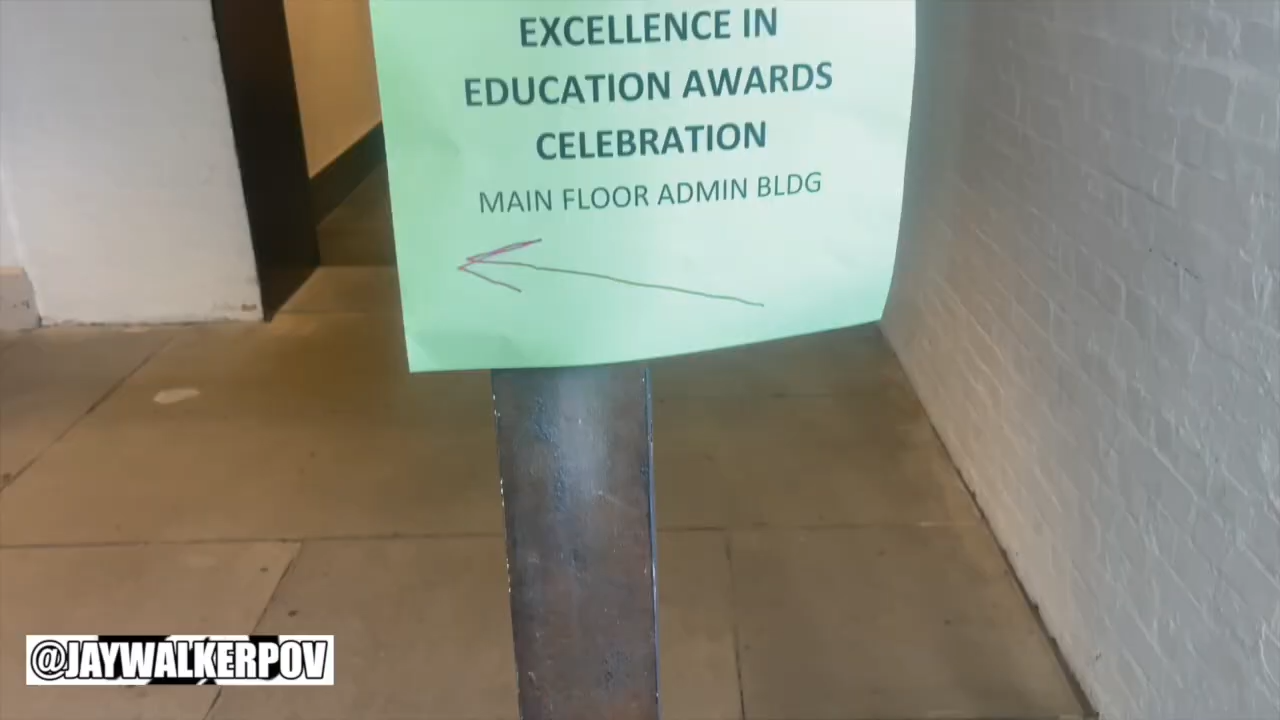 EXCELLENCE IN
EDUCATION AWARDS
CELEBRATION
MAIN FLOOR ADMIN BLDG
@JAYWALKERPOV